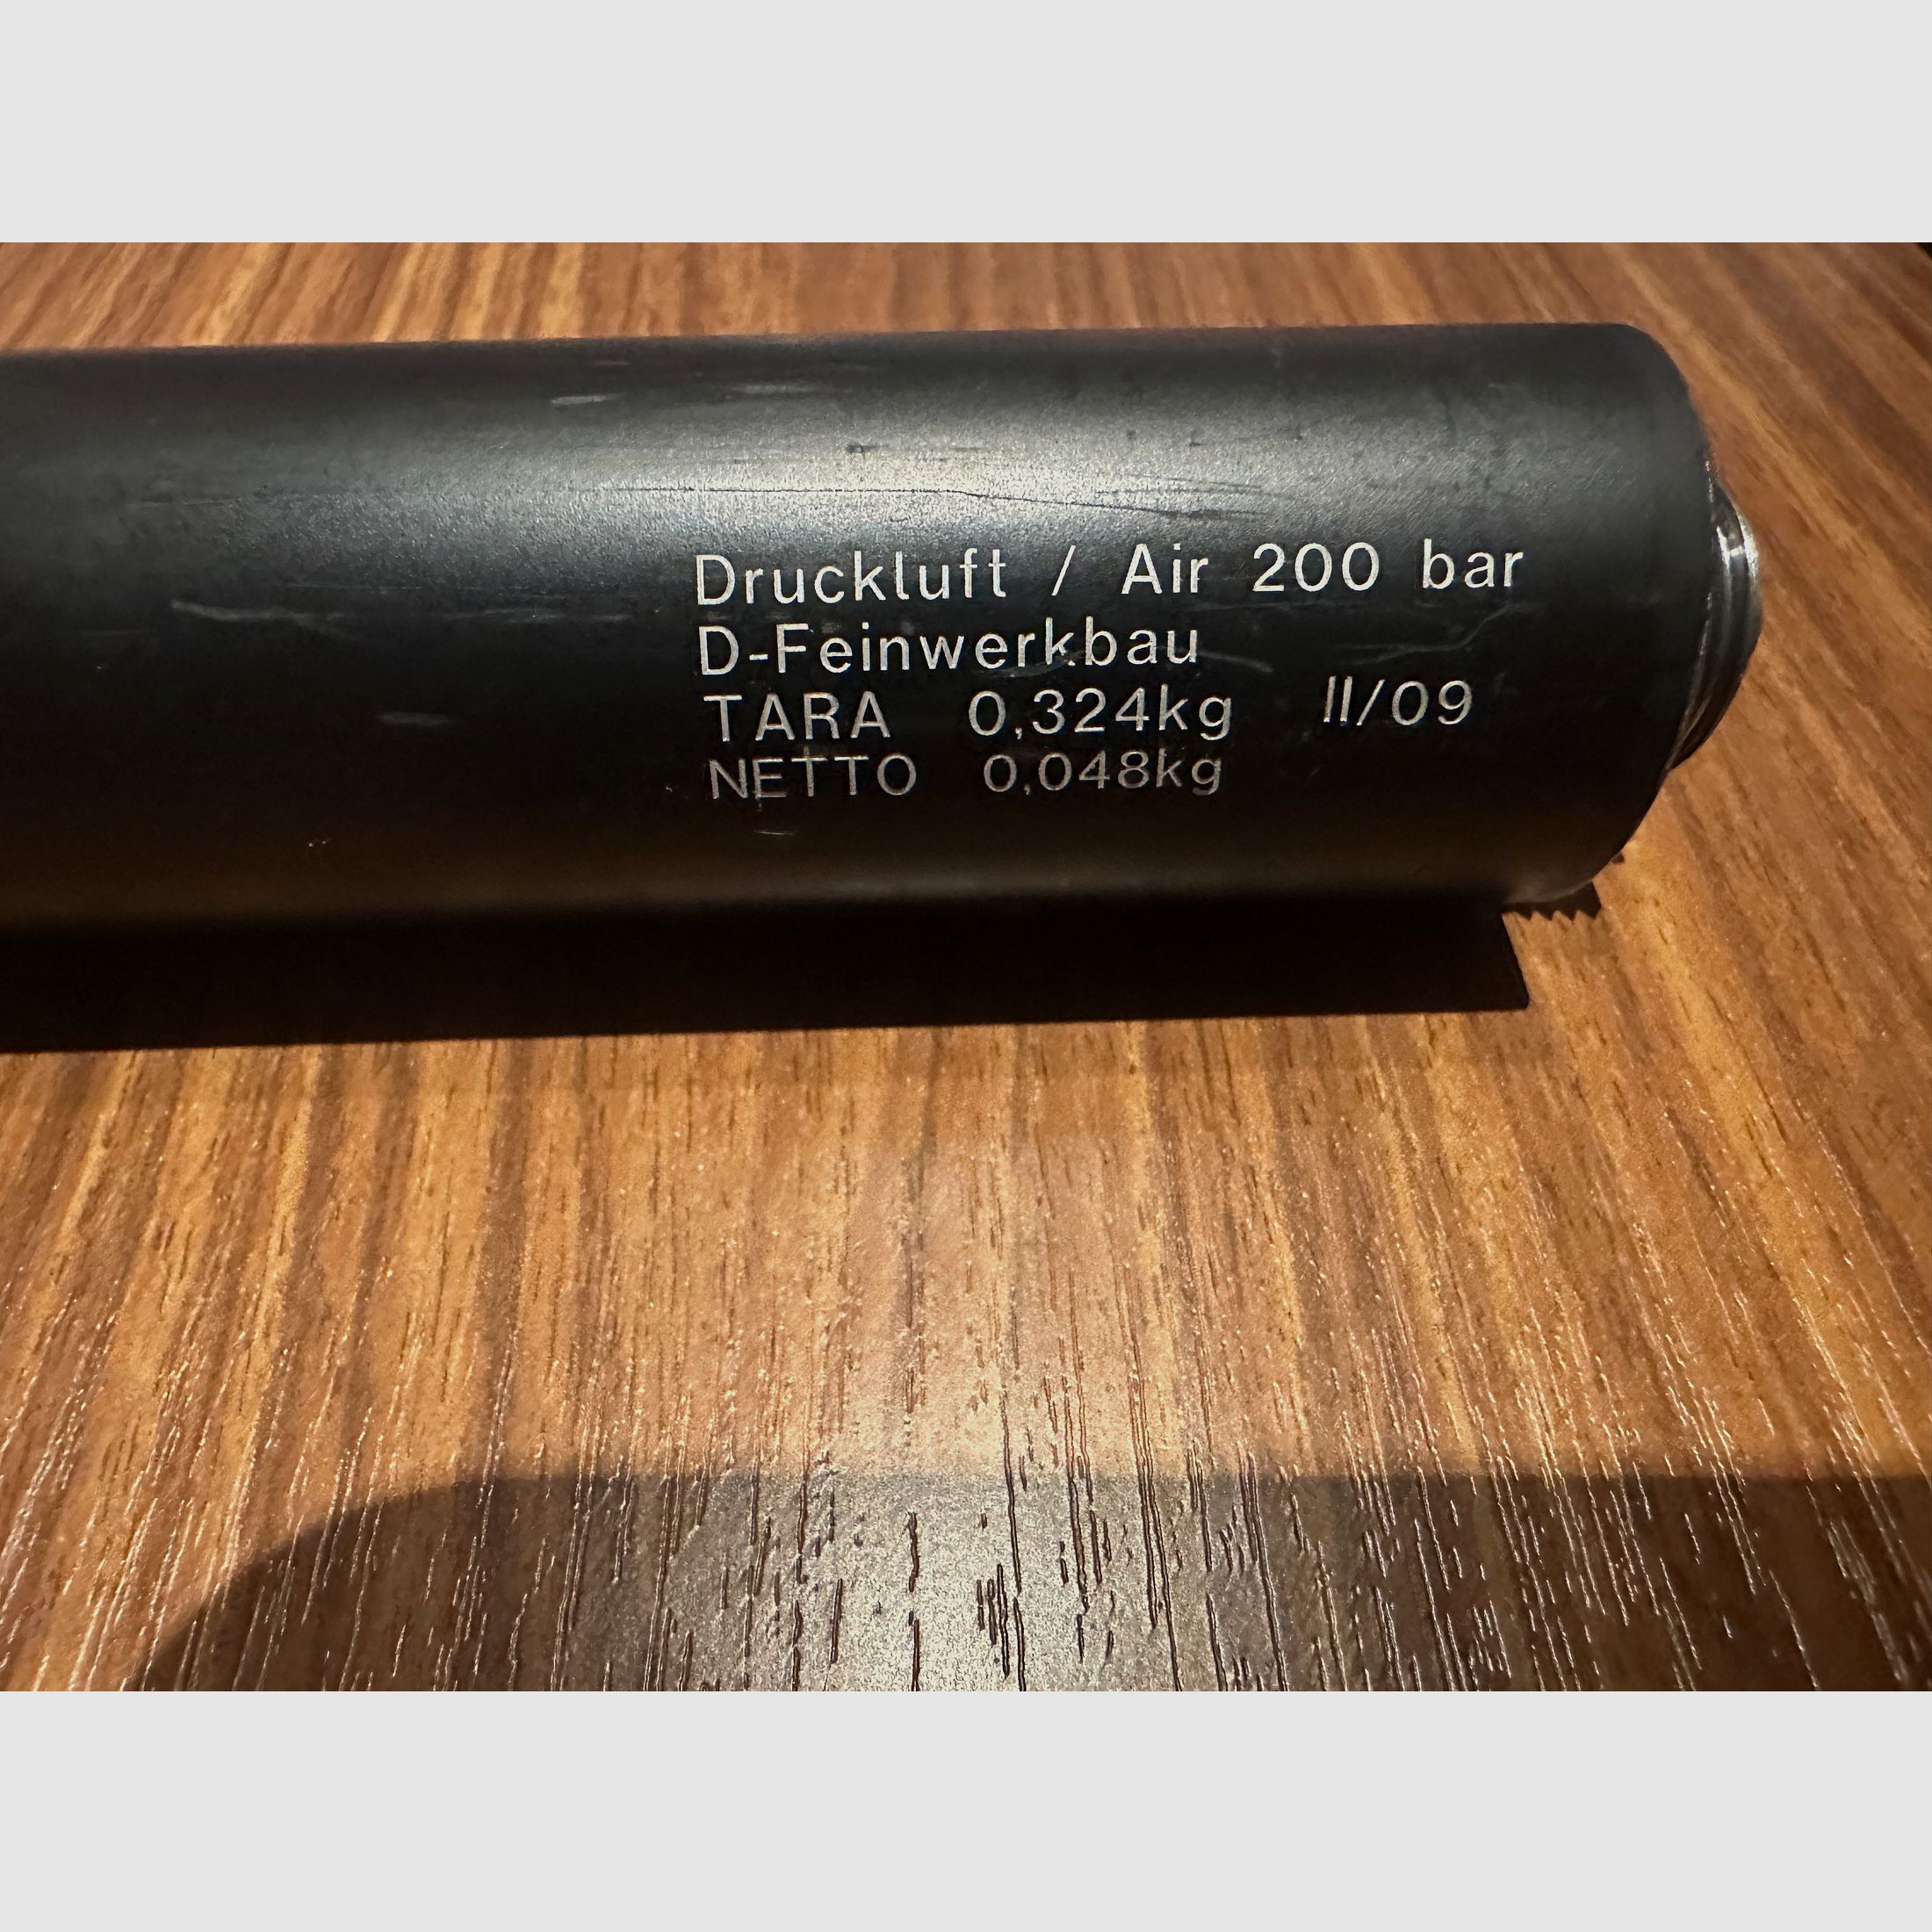 Druckluft / Air 200 bar
D-Feinwerkbau
TARA 0,324kg II/09
NETTO 0,048kg